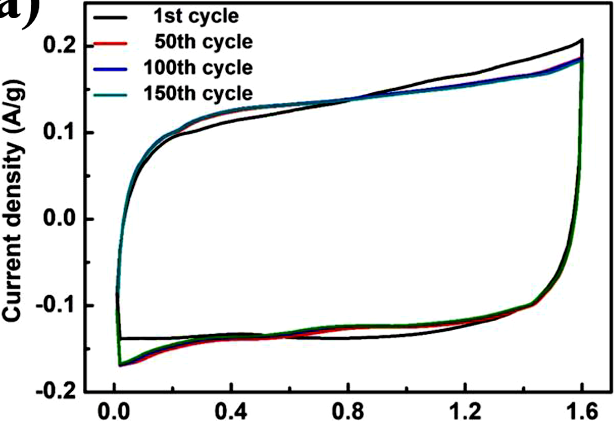 a)
1st cycle
50th cycle
100th cycle
150th cycle
Current density (A/g)
0.2
0.1
0.0
-0.1
-0.2
0.0 0.4 0.8 1.2 1.6